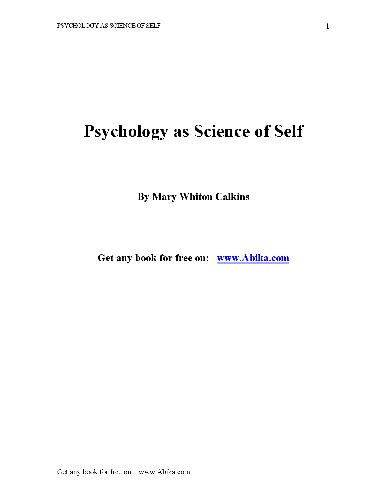 PSYCHOLOGY AS SCIENCE OF SELF 1
Psychology as Science of Self
By Mary Whiton Calkins
Get any book for free on: www.Abika.com
Get any book for free on: www.Abika.com